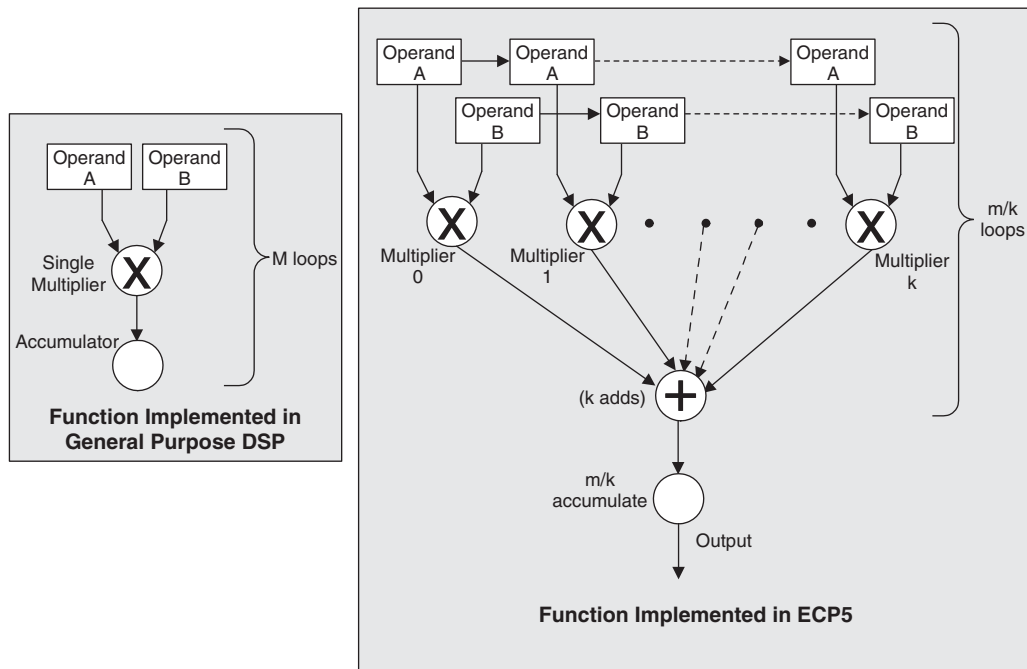 Operand
A
Operand
B
Single
Multiplier
X
Accumulator
M loops
Function Implemented in
General Purpose DSP
Operand
A
Operand
A
Operand
A
Operand
B
Operand
B
Operand
B
X
X
X
Multiplier
0
Multiplier
1
Multiplier
k
m/k
loops
(k adds)
+
m/k
accumulate
Output
Function Implemented in ECP5